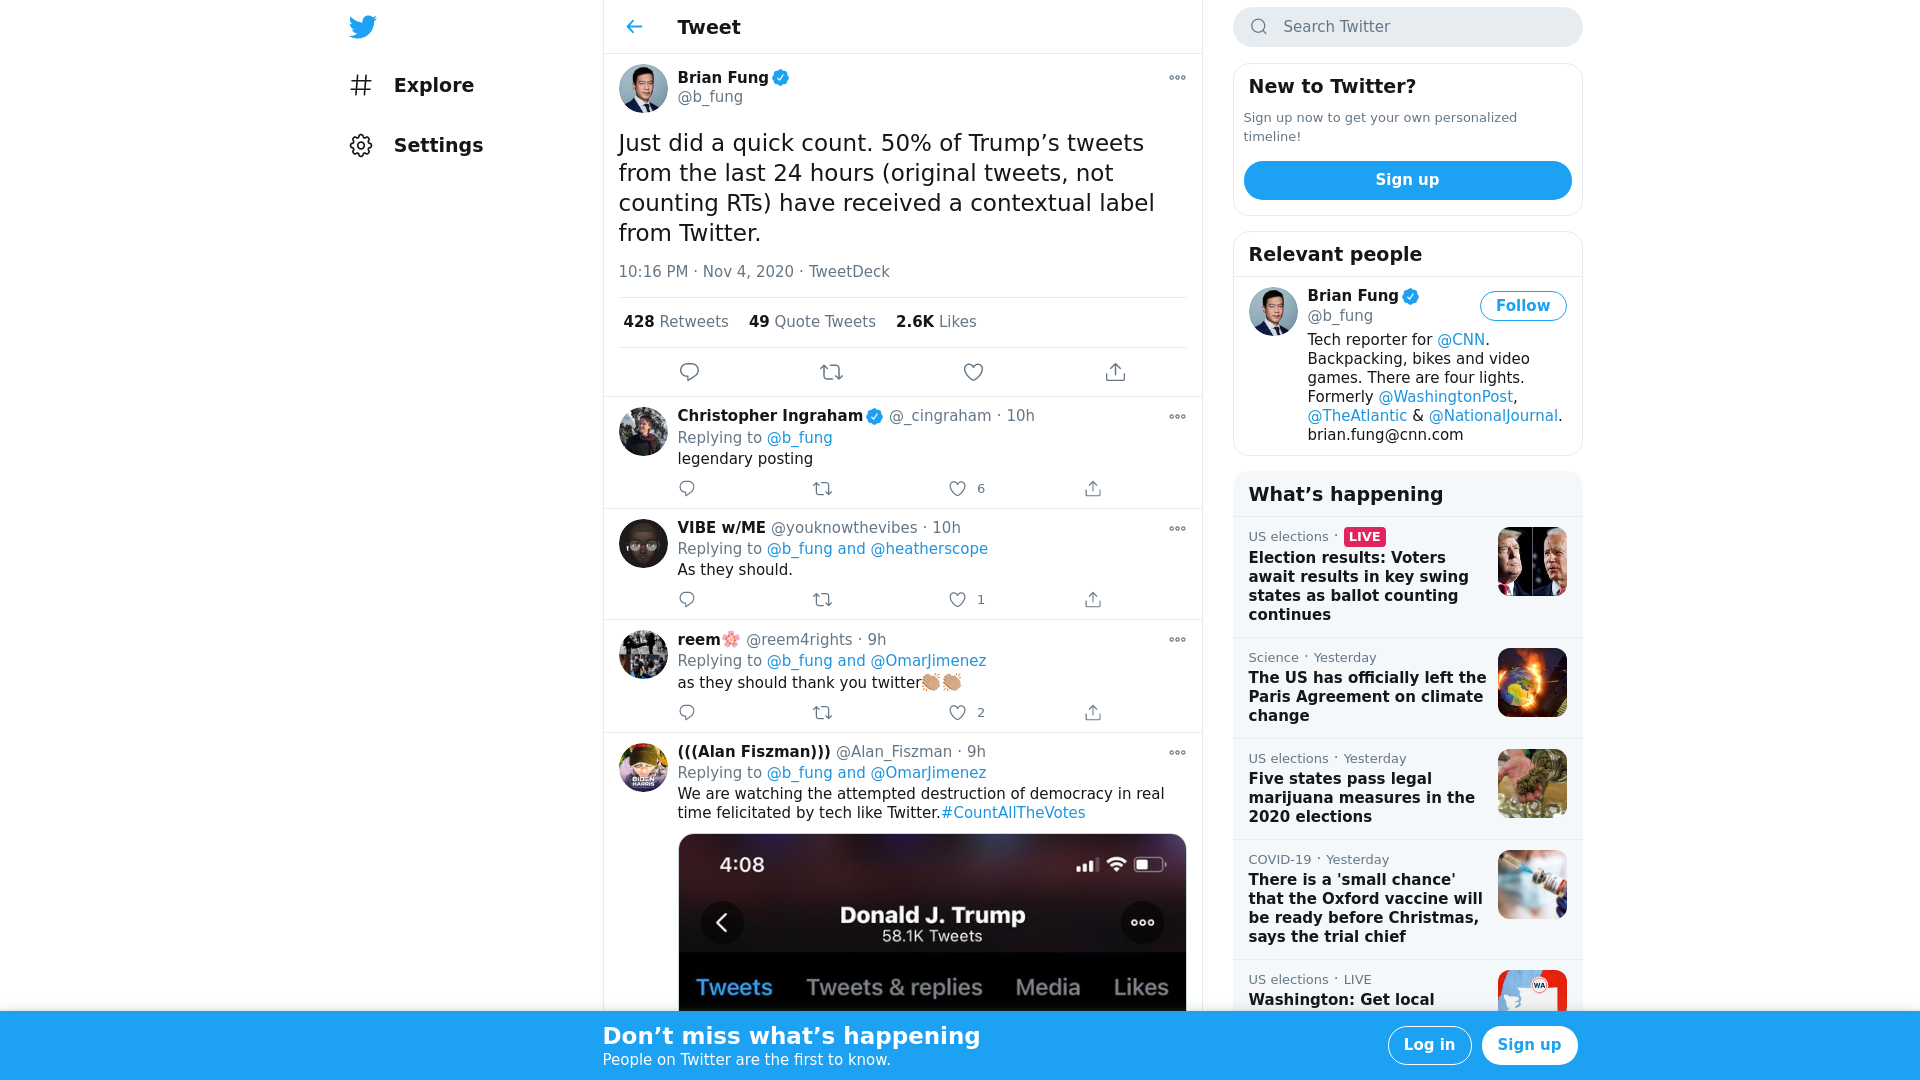 Explore
Settings
Tweet
Brian Fung
@b_fung
Just did a quick count. 50% of Trump’s tweets
from the last 24 hours (original tweets, not
counting RTs) have received a contextual label
from Twitter.
10:16 PM · Nov 4, 2020 · TweetDeck
428 Retweets 49 Quote Tweets 2.6K Likes
Christopher Ingraham @_cingraham · 10h
Replying to @b_fung
legendary posting
6
VIBE w/ME @youknowthevibes · 10h
Replying to @b_fung and @heatherscope
As they should.
1
reem🌸 @reem4rights · 9h
Replying to @b_fung and @OmarJimenez
as they should thank you twitter👏🏼👏🏼
2
(((Alan Fiszman))) @Alan_Fiszman · 9h
Replying to @b_fung and @OmarJimenez
We are watching the attempted destruction of democracy in real
time felicitated by tech like Twitter.#CountAllTheVotes
BIDEN
HARRIS
4:08
Donald J. Trump
58.1K Tweets
Tweets Tweets & replies Media Likes
Search Twitter
New to Twitter?
Sign up now to get your own personalized
timeline!
Sign up
Relevant people
Brian Fung
@b_fung
Follow
Tech reporter for @CNN.
Backpacking, bikes and video
games. There are four lights.
Formerly @WashingtonPost,
@TheAtlantic & @NationalJournal.
brian.fung@cnn.com
What’s happening
US elections · LIVE
Election results: Voters
await results in key swing
states as ballot counting
continues
Science · Yesterday
The US has officially left the
Paris Agreement on climate
change
US elections · Yesterday
Five states pass legal
marijuana measures in the
2020 elections
COVID-19 · Yesterday
There is a 'small chance'
that the Oxford vaccine will
be ready before Christmas,
says the trial chief
US elections · LIVE
Washington: Get local
WA
Don’t miss what’s happening
People on Twitter are the first to know.
Log in
Sign up